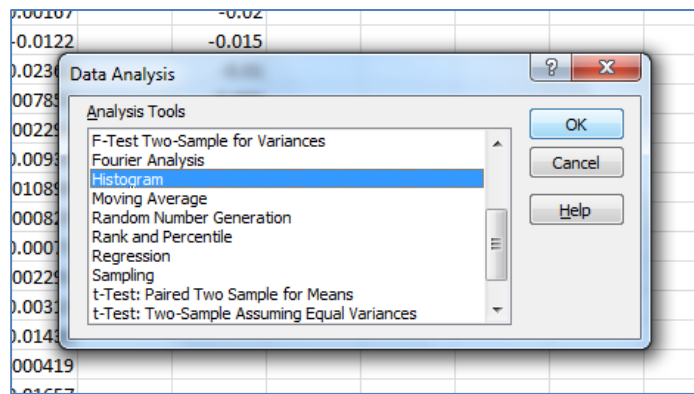 -0.02
-0.0122 -0.015
Data Analysis
Analysis Tools
F-Test Two-Sample for Variances
Fourier Analysis
Histogram
Moving Average
Random Number Generation
Rank and Percentile
Regression
Sampling
t-Test: Paired Two Sample for Means
t-Test: Two-Sample Assuming Equal Variances
OK
Cancel
? X
Help
000419